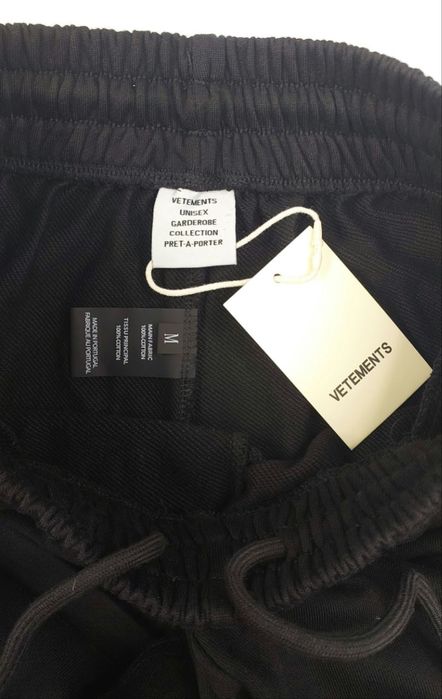 VETEMENTS
UNISEX
GARDEROBE
COLLECTION
PRET-A-PORTER
VETEMENTS
M
MAIN FABRIC
100% COTTON
TISSU PRINCIPAL
100% COTTON
MADE IN PORTUGAL
FABRIQUE AU PORTUGAL